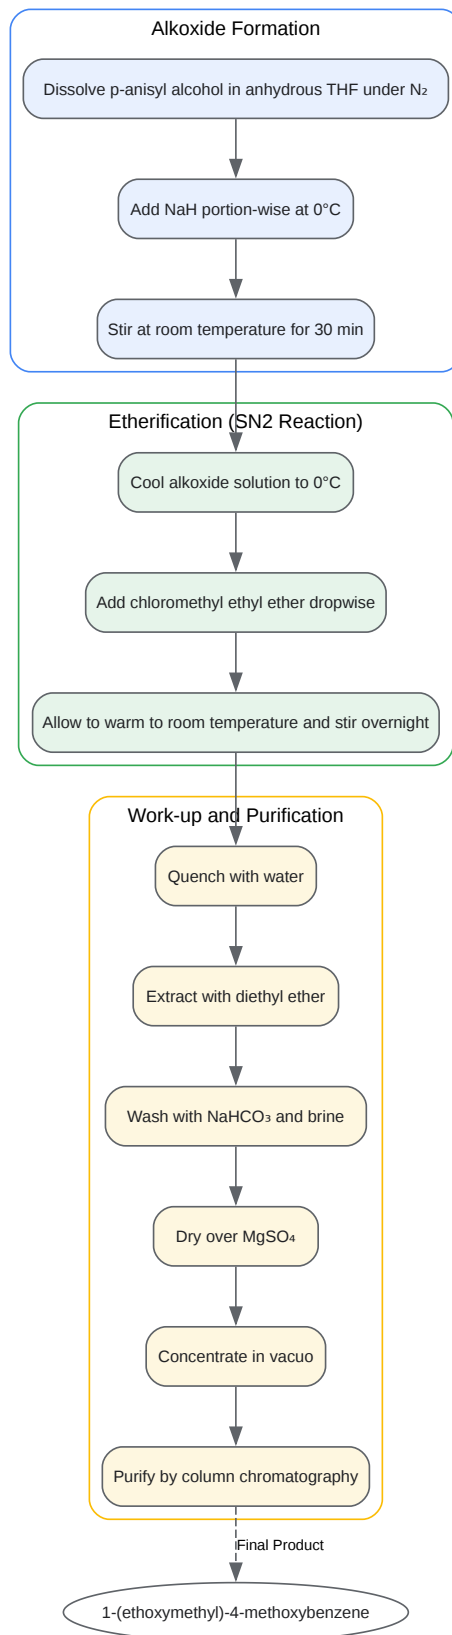 Alkoxide Formation
Dissolve p-anisyl alcohol in anhydrous THF under N₂
Add NaH portion-wise at 0°C
Stir at room temperature for 30 min
Etherification (SN2 Reaction)
Cool alkoxide solution to 0°C
Add chloromethyl ethyl ether dropwise
Allow to warm to room temperature and stir overnight
Work-up and Purification
Quench with water
Extract with diethyl ether
Wash with NaHCO₃ and brine
Dry over MgSO₄
Concentrate in vacuo
Purify by column chromatography
Final Product
1-(ethoxymethyl)-4-methoxybenzene